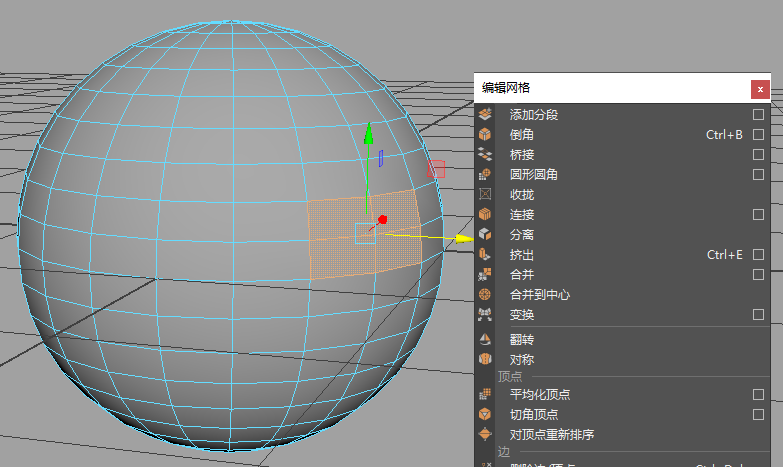 编辑网格
x
添加分段
倒角 Ctrl+B
桥接
圆形圆角
收拢
连接
分离
挤出 Ctrl+E
合并
合并到中心
变换
翻转
对称
顶点
平均化顶点
切角顶点
对顶点重新排序
边